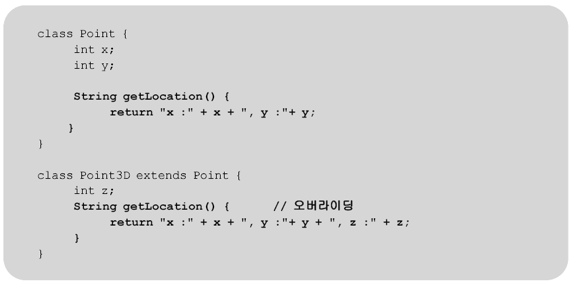 class Point {
int x;
int y;
String getLocation() {
return "x :" + x + ", y :"+ y;
}
}
class Point3D extends Point {
int z;
String getLocation() { // 오버라이딩
return "x :" + x + ", y :"+ y + ", z :" + z;
}
}